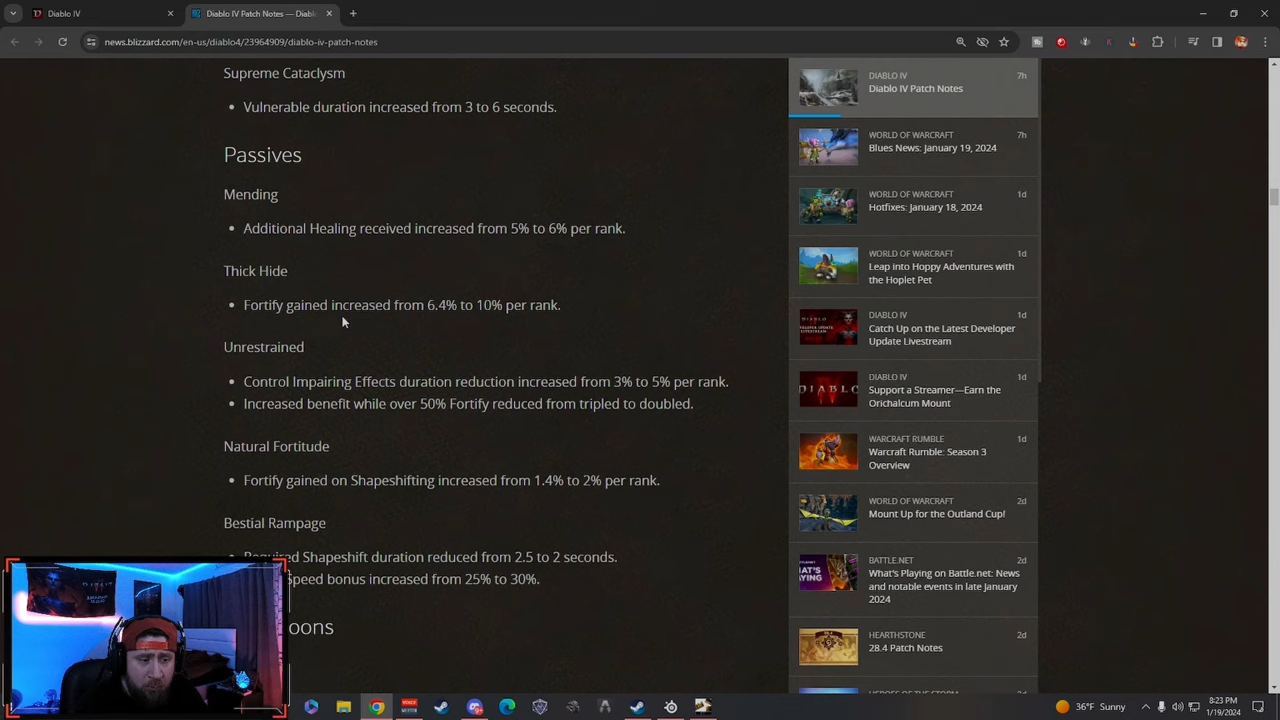 Diablo IV
Diablo IV Patch Notes — Diablo
news.blizzard.com/en-us/diablo4/23964909/diablo-iv-patch-notes
Supreme Cataclysm
Vulnerable duration increased from 3 to 6 seconds.
Passives
Mending
Additional Healing received increased from 5% to 6% per rank.
Thick Hide
Fortify gained increased from 6.4% to 10% per rank.
Unrestrained
Control Impairing Effects duration reduction increased from 3% to 5% per rank.
Increased benefit while over 50% Fortify reduced from tripled to doubled.
Natural Fortitude
Fortify gained on Shapeshifting increased from 1.4% to 2% per rank.
Bestial Rampage
Required Shapeshift duration reduced from 2.5 to 2 seconds.
Speed bonus increased from 25% to 30%.
oons
DIABLO IV 7h
Diablo IV Patch Notes
WORLD OF WARCRAFT 7h
Blues News: January 19, 2024
WORLD OF WARCRAFT 1d
Hotfixes: January 18, 2024
WORLD OF WARCRAFT 1d
Leap into Hoppy Adventures with
the Hoplet Pet
DIABLO IV 1d
Catch Up on the Latest Developer
Update Livestream
DIABLO IV 1d
Support a Streamer—Earn the
Orichalcum Mount
WARCRAFT RUMBLE 1d
Warcraft Rumble: Season 3
Overview
WORLD OF WARCRAFT 2d
Mount Up for the Outland Cup!
BATTLE.NET 2d
What's Playing on Battle.net: News
and notable events in late January
2024
HEARTHSTONE 2d
28.4 Patch Notes
HEROES OF THE STORM 2d
36°F Sunny
8:23 PM
1/19/2024